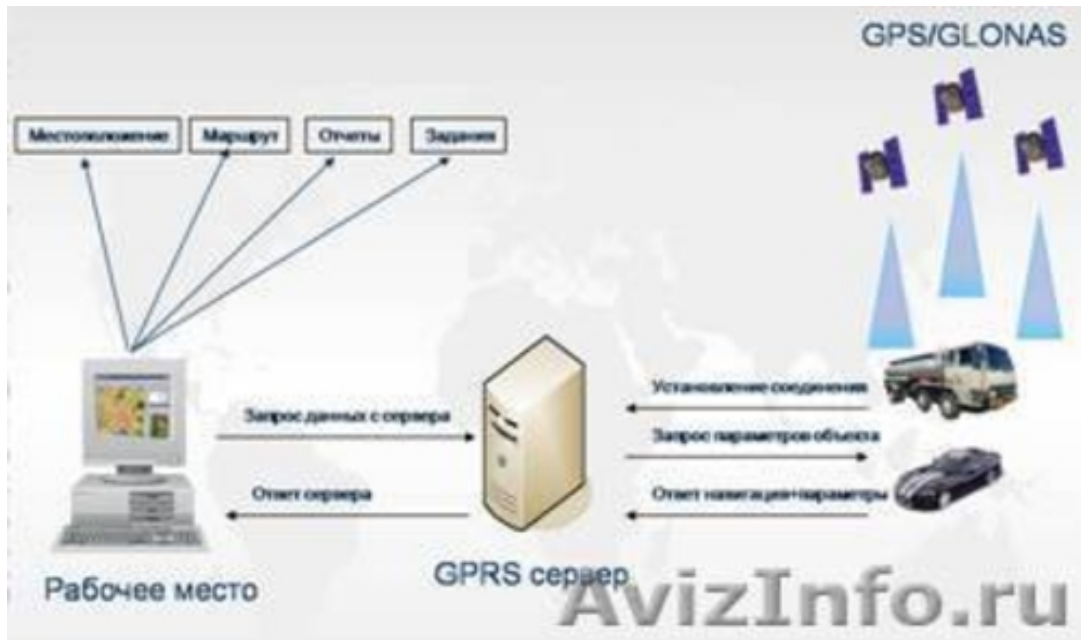 GPS/GLONAS
Местоположение
Маршрут
Отчеты
Задания
Установление соединения
Запрос данных с сервера
Запрос параметров объекта
Ответ сервера
Ответ навигация+параметры
Рабочее место
GPRS сервер
AvizInfo.ru